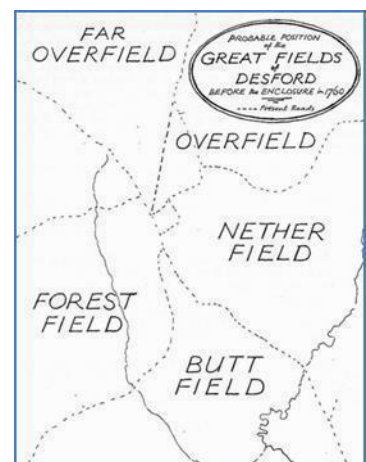 FAR
OVERFIELD
PROBABLE POSITION
of the
GREAT FIELDS
of
DESFORD
BEFORE the ENCLOSURE in 1760
---- Present Roads
OVERFIELD
NETHER
FIELD
FOREST
FIELD
BUTT
FIELD